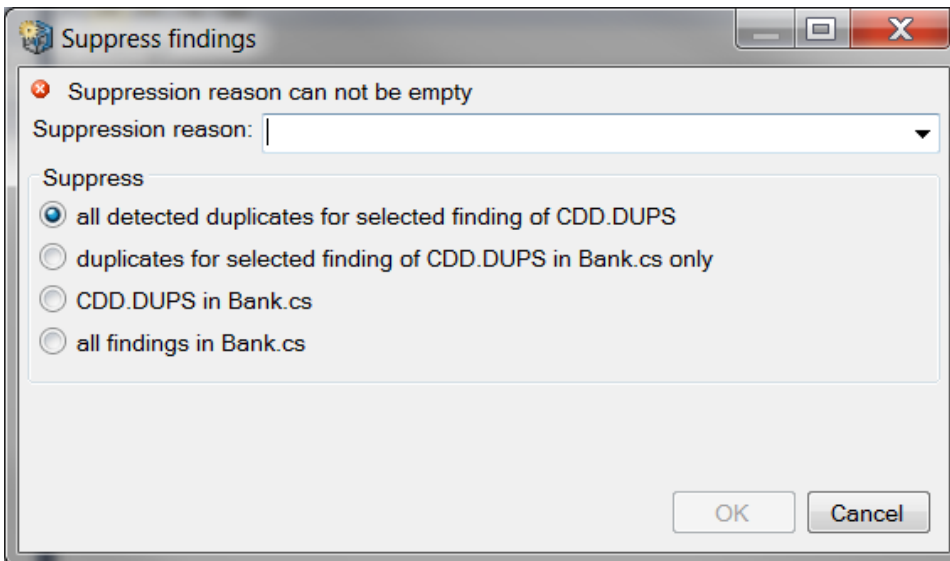 Suppress findings
Suppression reason can not be empty
Suppression reason:
Suppress
all detected duplicates for selected finding of CDD.DUPS
duplicates for selected finding of CDD.DUPS in Bank.cs only
CDD.DUPS in Bank.cs
all findings in Bank.cs
OK Cancel